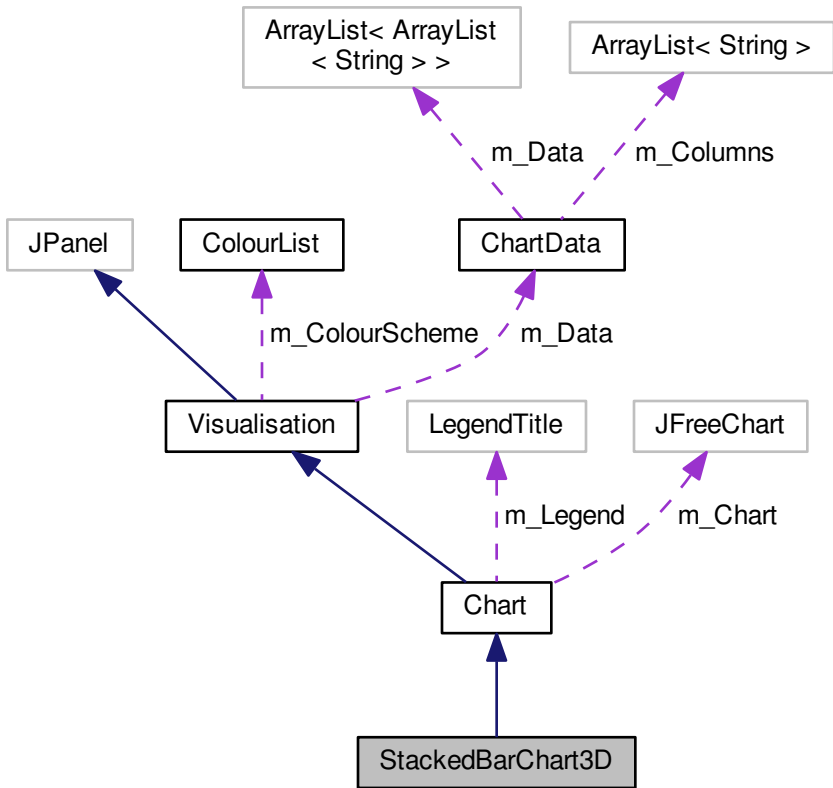 ArrayList< ArrayList
< String > >
ArrayList< String >
m_Data
m_Columns
JPanel
ColourList
ChartData
m_ColourScheme
m_Data
Visualisation
LegendTitle
JFreeChart
m_Legend
m_Chart
Chart
StackedBarChart3D